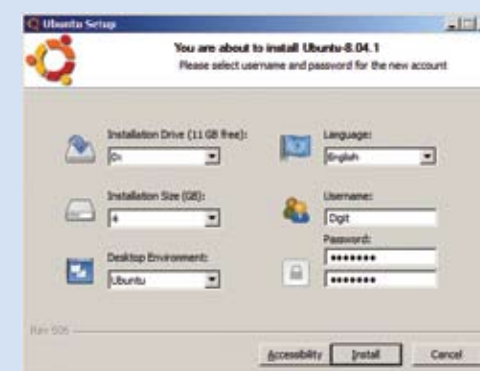 Ubuntu Setup
You are about to install Ubuntu-8.04.1
Please select username and password for the new account
Installation Drive (11 GB free):
D:
Language:
English
Installation Size (GB):
4
Username:
Digit
Desktop Environment:
Ubuntu
Password:
•••••••
•••••••
Rev 506
Accessibility
Install
Cancel